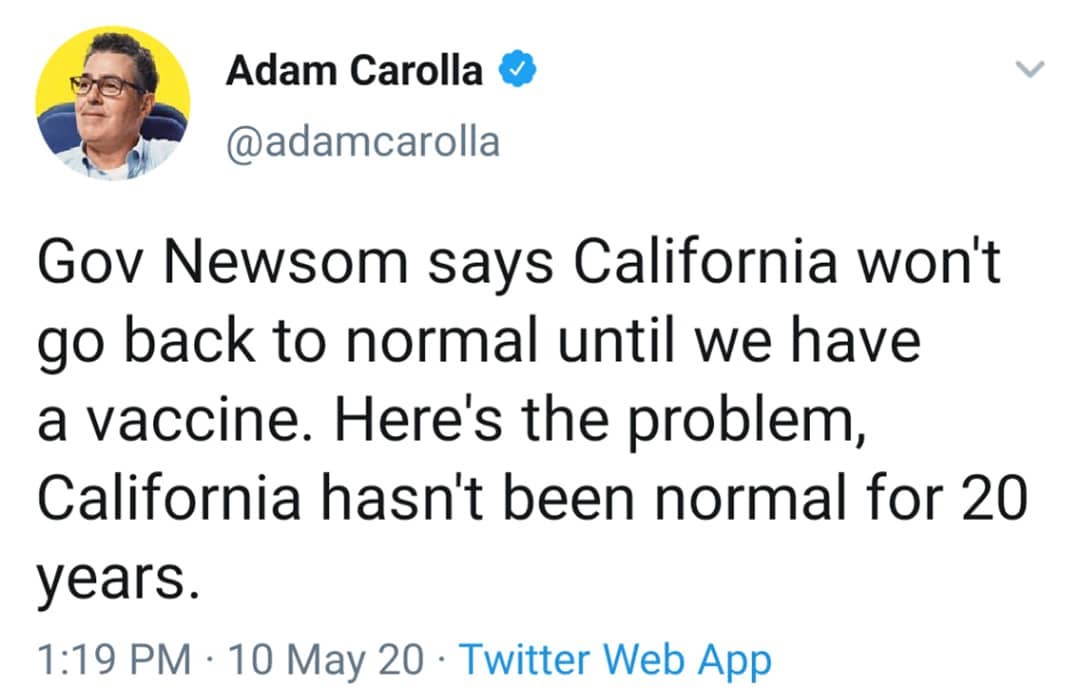 Adam Carolla
@adamcarolla
Gov Newsom says California won't
go back to normal until we have
a vaccine. Here's the problem,
California hasn't been normal for 20
years.
1:19 PM · 10 May 20 · Twitter Web App